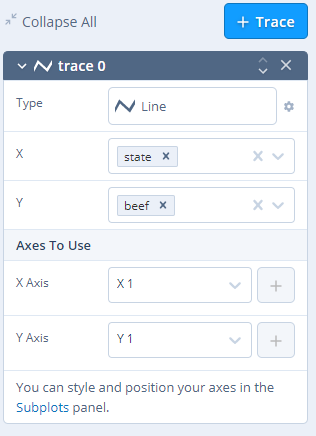 Collapse All
+ Trace
trace 0
Type
Line
X
state ×
Y
beef ×
Axes To Use
X Axis
X 1
Y Axis
Y 1
You can style and position your axes in the
Subplots panel.